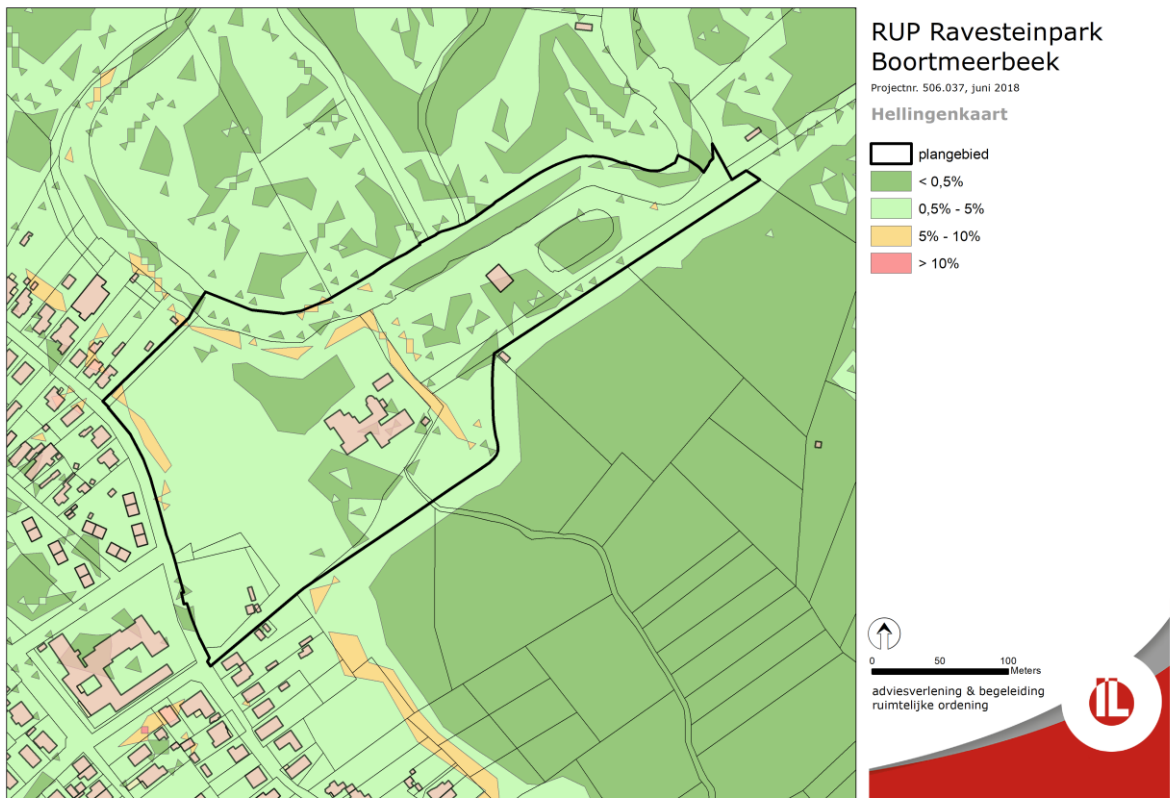 RUP Ravesteinpark
Boortmeerbeek
Projectnr. 506.037, juni 2018
Hellingenkaart
plangebied
< 0,5%
0,5% - 5%
5% - 10%
> 10%
0 50 100
Meters
adviesverlening & begeleiding
ruimtelijke ordening
IL